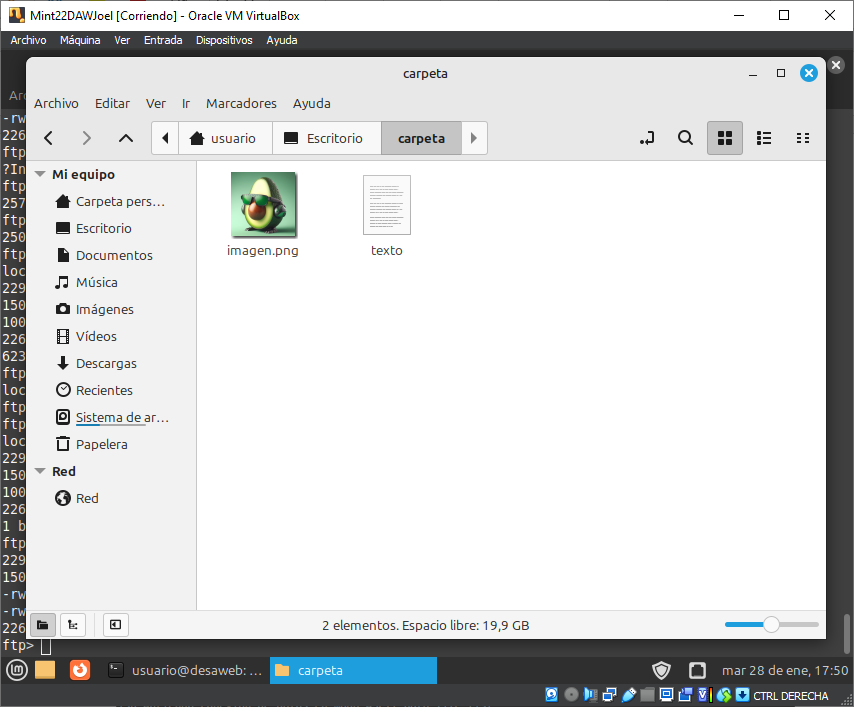 Mint22DAWJoel [Corriendo] - Oracle VM VirtualBox
Archivo Máquina Ver Entrada Dispositivos Ayuda
carpeta
Archivo Editar Ver Ir Marcadores Ayuda
usuario Escritorio carpeta
Mi equipo
Carpeta pers...
Escritorio
Documentos
Música
Imágenes
Vídeos
Descargas
Recientes
Sistema de ar...
Papelera
Red
Red
imagen.png texto
2 elementos. Espacio libre: 19,9 GB
-rw
226
ftp
?In
ftp
257
ftp
250
ftp
loc
229
150
100
226
623
ftp
loc
ftp
ftp
loc
229
150
100
226
1 b
ftp
229
150
-rw
-rw
226
ftp>
usuario@desaweb: ... carpeta mar 28 de ene, 17:50
CTRL DERECHA